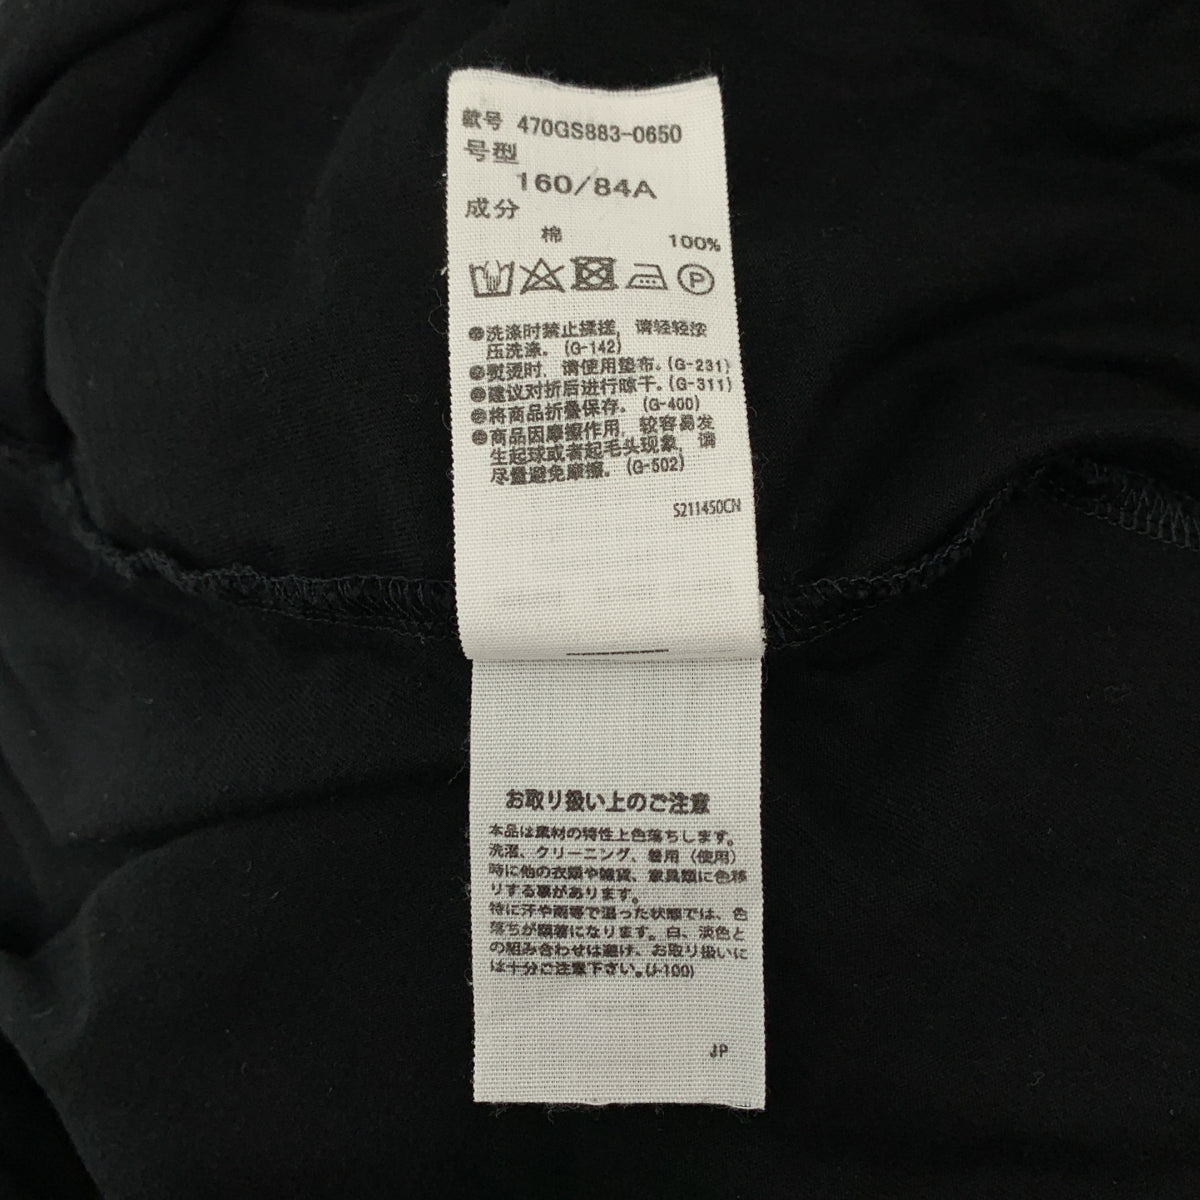 款号 470GS883-0650
号型
160/84A
成分
棉 100%
P
洗涤时禁止揉搓，请轻轻按
压洗涤。(G-142)
熨烫时，请使用垫布。(G-231)
建议对折后进行晾干。(G-311)
将商品折叠保存。(G-400)
商品因摩擦作用，较容易发
生起球或者起毛头现象，请
尽量避免摩擦。(G-502)
S211450CN
お取り扱い上のご注意
本品は素材の特性上色落ちします。
洗濯、クリーニング、着用（使用）
時に他の衣類や雑貨、家具類に色移
りする事があります。
特に汗や雨等で湿った状態では、色
落ちが顕著になります。白、淡色と
の組み合わせは避け、お取り扱いに
は十分ご注意下さい。(J-100)
JP